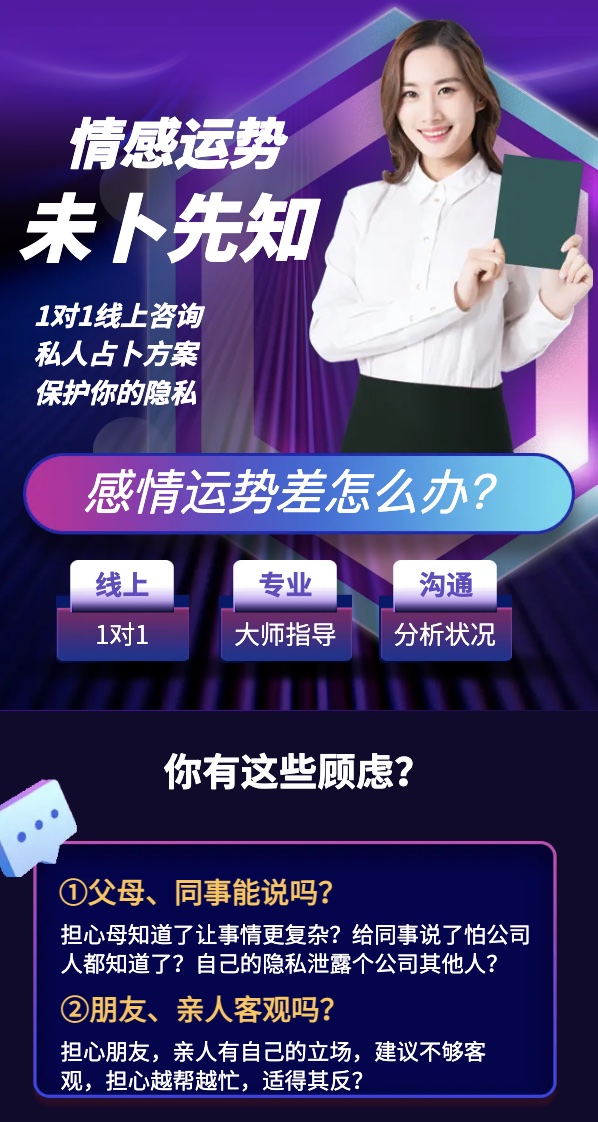 情感运势
未卜先知
1对1线上咨询
私人占卜方案
保护你的隐私
感情运势差怎么办？
线上
专业
沟通
1对1
大师指导
分析状况
你有这些顾虑？
①父母、同事能说吗？
担心母知道了让事情更复杂？给同事说了怕公司
人都知道了？自己的隐私泄露个公司其他人？
②朋友、亲人客观吗？
担心朋友，亲人有自己的立场，建议不够客
观，担心越帮越忙，适得其反？